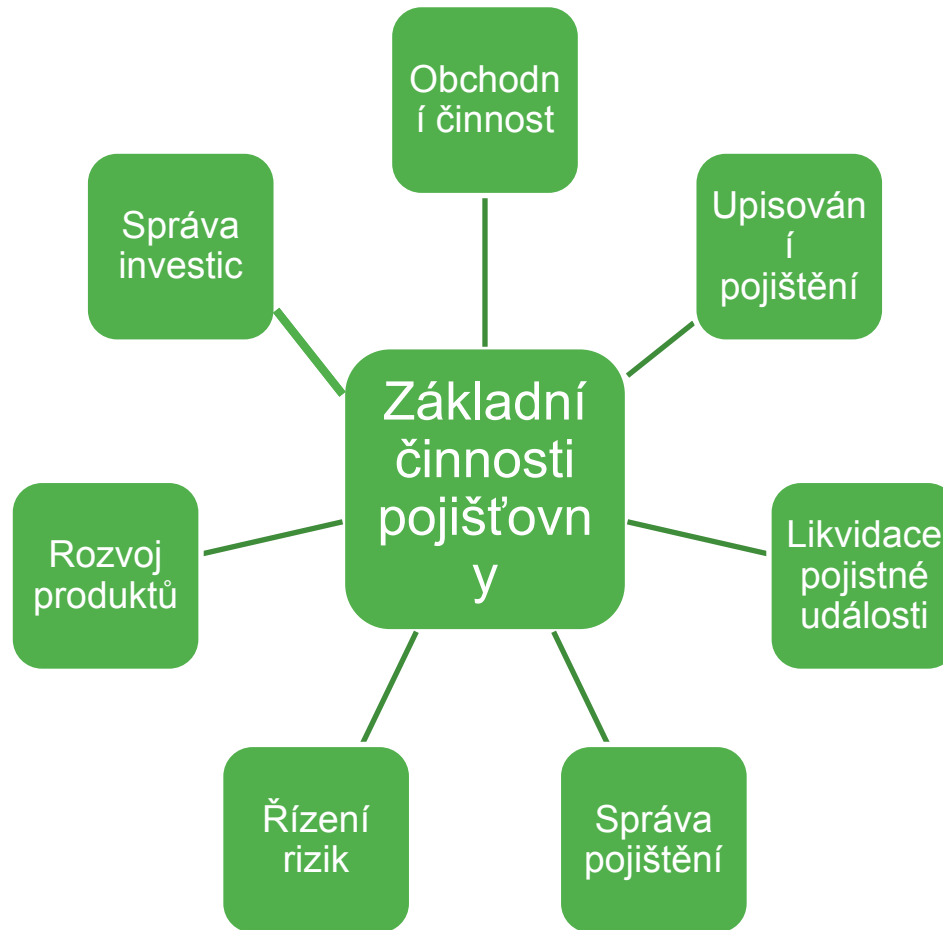 Obchodn
í činnost
Správa
investic
Upisován
í
pojištění
Základní
činnosti
pojišťovn
y
Rozvoj
produktů
Likvidace
pojistné
události
Řízení
rizik
Správa
pojištění